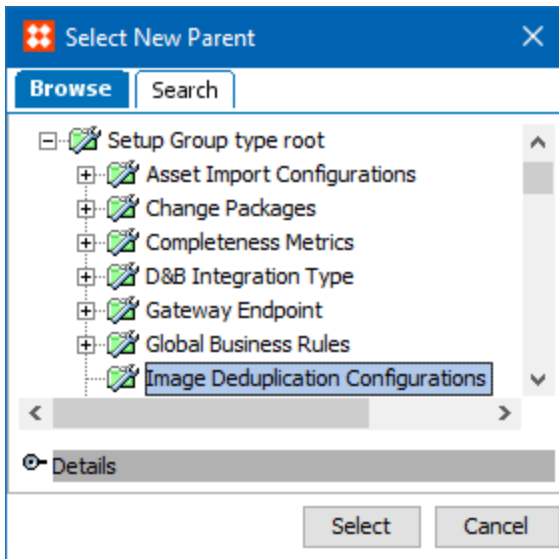 Select New Parent
Browse Search
Setup Group type root
Asset Import Configurations
Change Packages
Completeness Metrics
D&B Integration Type
Gateway Endpoint
Global Business Rules
Image Deduplication Configurations
Details
Select Cancel